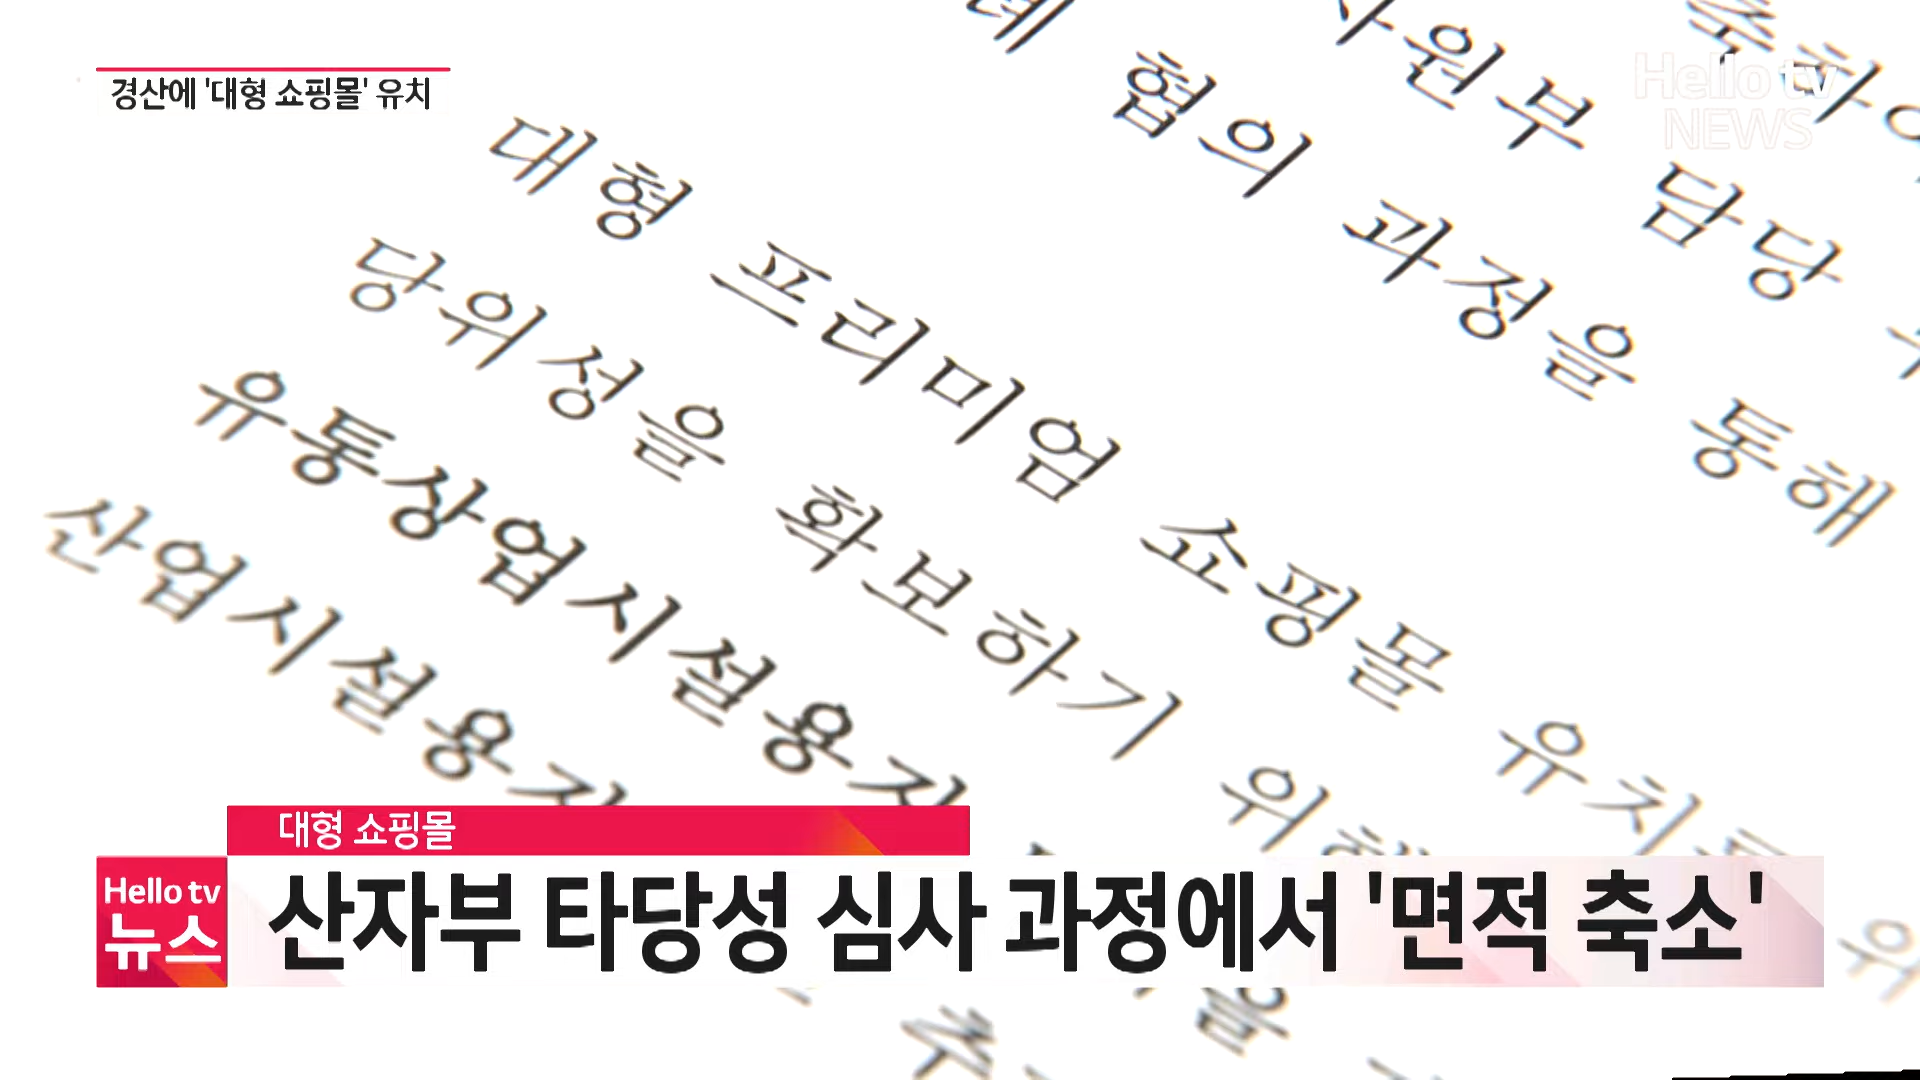 경산에 '대형 쇼핑몰' 유치
Hello tv
NEWS
협의 과정을 통해
사원부 담당
대형 프리미엄 쇼핑몰 유치를
당위성을 확보하기 위해
유통상업시설용지
산업시설용지
대형 쇼핑몰
Hello tv
뉴스
산자부 타당성 심사 과정에서 '면적 축소'